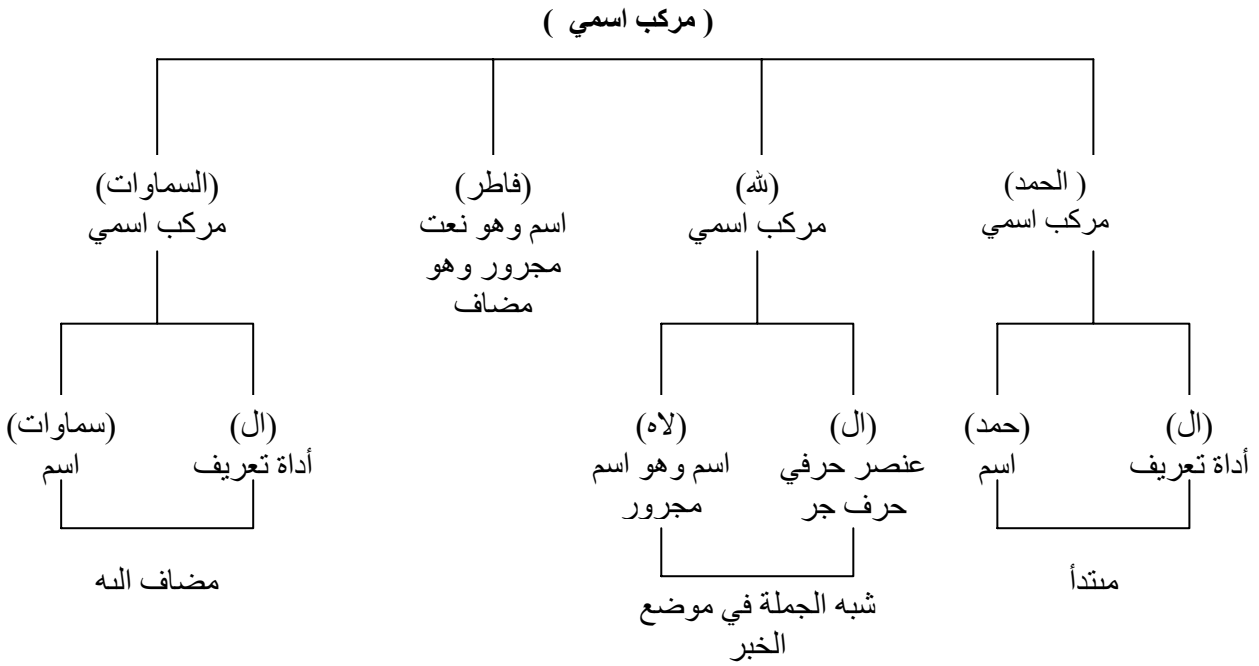 ( مركب اسمي )
( الحمد)
مركب اسمي
(لله)
مركب اسمي
(فاطر)
اسم وهو نعت
مجرور وهو
مضاف
(السماوات)
مركب اسمي
(ال)
أداة تعريف
(حمد)
اسم
(ال)
عنصر حرفي
حرف جر
(لاه)
اسم وهو اسم
مجرور
(ال)
أداة تعريف
(سماوات)
اسم
مبتدأ
شبه الجملة في موضع
الخبر
مضاف اليه